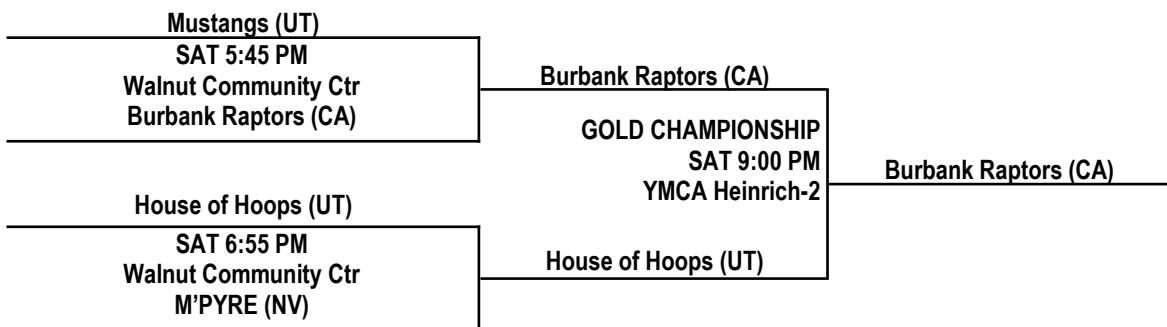 Mustangs (UT)
SAT 5:45 PM
Walnut Community Ctr
Burbank Raptors (CA)
Burbank Raptors (CA)
GOLD CHAMPIONSHIP
SAT 9:00 PM
YMCA Heinrich-2
Burbank Raptors (CA)
House of Hoops (UT)
SAT 6:55 PM
Walnut Community Ctr
M'PYRE (NV)
House of Hoops (UT)